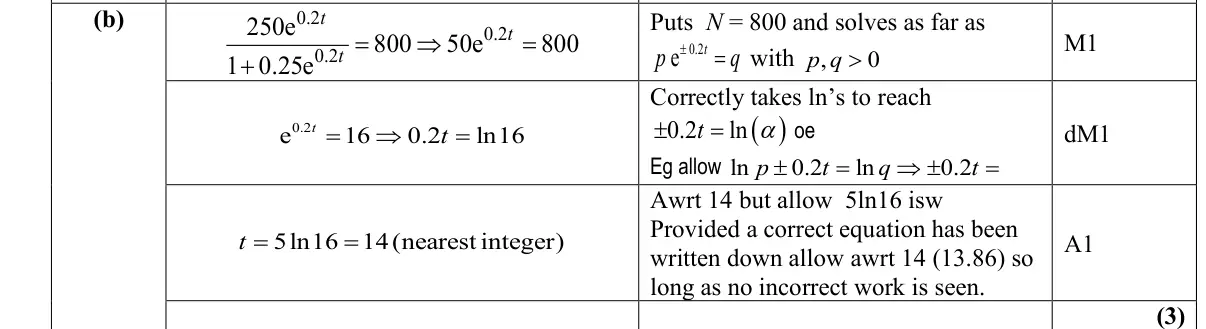 (b)
250e^{0.2t} / (1 + 0.25e^{0.2t}) = 800 ⇒ 50e^{0.2t} = 800
Puts N = 800 and solves as far as
p e^{±0.2t} = q with p, q > 0
M1
e^{0.2t} = 16 ⇒ 0.2t = ln16
Correctly takes ln's to reach
±0.2t = ln(α) oe
Eg allow ln p ± 0.2t = ln q ⇒ ±0.2t =
dM1
t = 5 ln16 = 14 (nearest integer)
Awrt 14 but allow 5ln16 isw
Provided a correct equation has been
written down allow awrt 14 (13.86) so
long as no incorrect work is seen.
A1
(3)